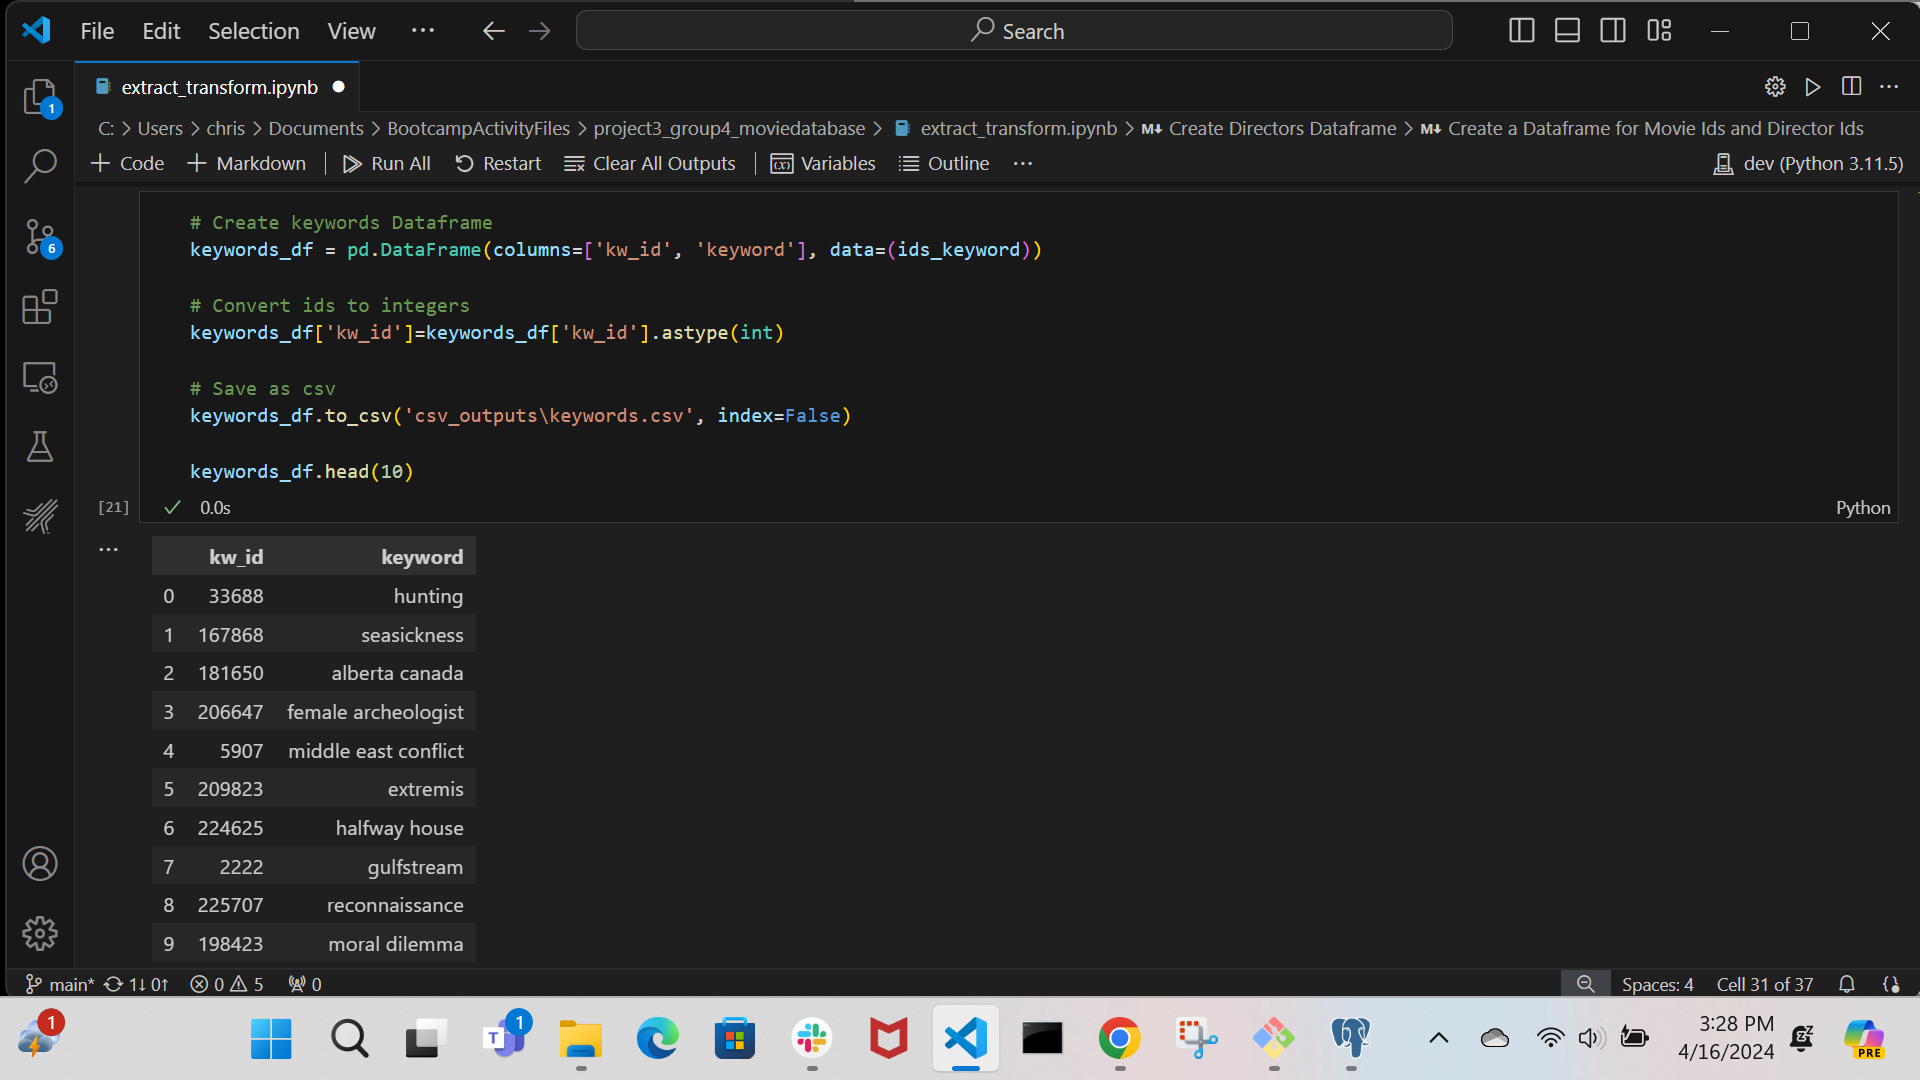 File Edit Selection View ··· Search
extract_transform.ipynb
C: > Users > chris > Documents > BootcampActivityFiles > project3_group4_moviedatabase > extract_transform.ipynb > M↓ Create Directors Dataframe > M↓ Create a Dataframe for Movie Ids and Director Ids
+ Code + Markdown | Run All Restart Clear All Outputs | Variables Outline ··· dev (Python 3.11.5)
# Create keywords Dataframe
keywords_df = pd.DataFrame(columns=['kw_id', 'keyword'], data=(ids_keyword))
# Convert ids to integers
keywords_df['kw_id']=keywords_df['kw_id'].astype(int)
# Save as csv
keywords_df.to_csv('csv_outputs\keywords.csv', index=False)
keywords_df.head(10)
[21] ✓ 0.0s Python
kw_id keyword
0 33688 hunting
1 167868 seasickness
2 181650 alberta canada
3 206647 female archeologist
4 5907 middle east conflict
5 209823 extremis
6 224625 halfway house
7 2222 gulfstream
8 225707 reconnaissance
9 198423 moral dilemma
1
6
main* 1↓ 0↑ 0 5 0 Spaces: 4 Cell 31 of 37
1 T 1 3:28 PM
4/16/2024
PRE